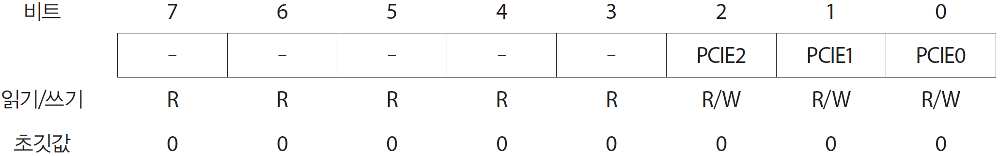 비트 7 6 5 4 3 2 1 0
– – – – – PCIE2 PCIE1 PCIE0
읽기/쓰기 R R R R R R/W R/W R/W
초깃값 0 0 0 0 0 0 0 0